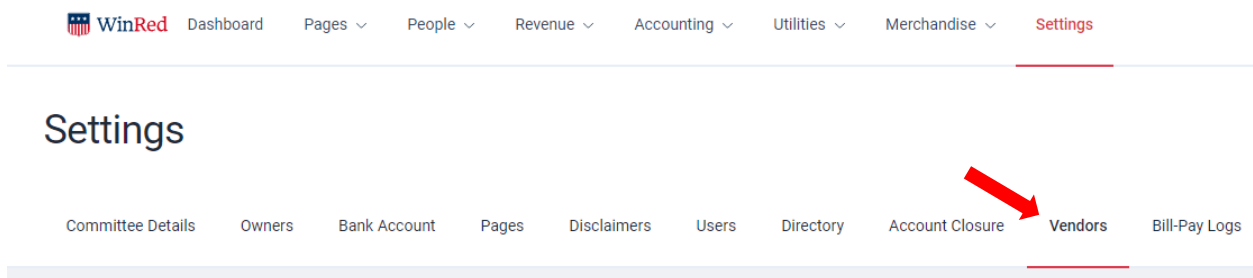 WinRed Dashboard Pages People Revenue Accounting Utilities Merchandise Settings
Settings
Committee Details Owners Bank Account Pages Disclaimers Users Directory Account Closure Vendors Bill-Pay Logs